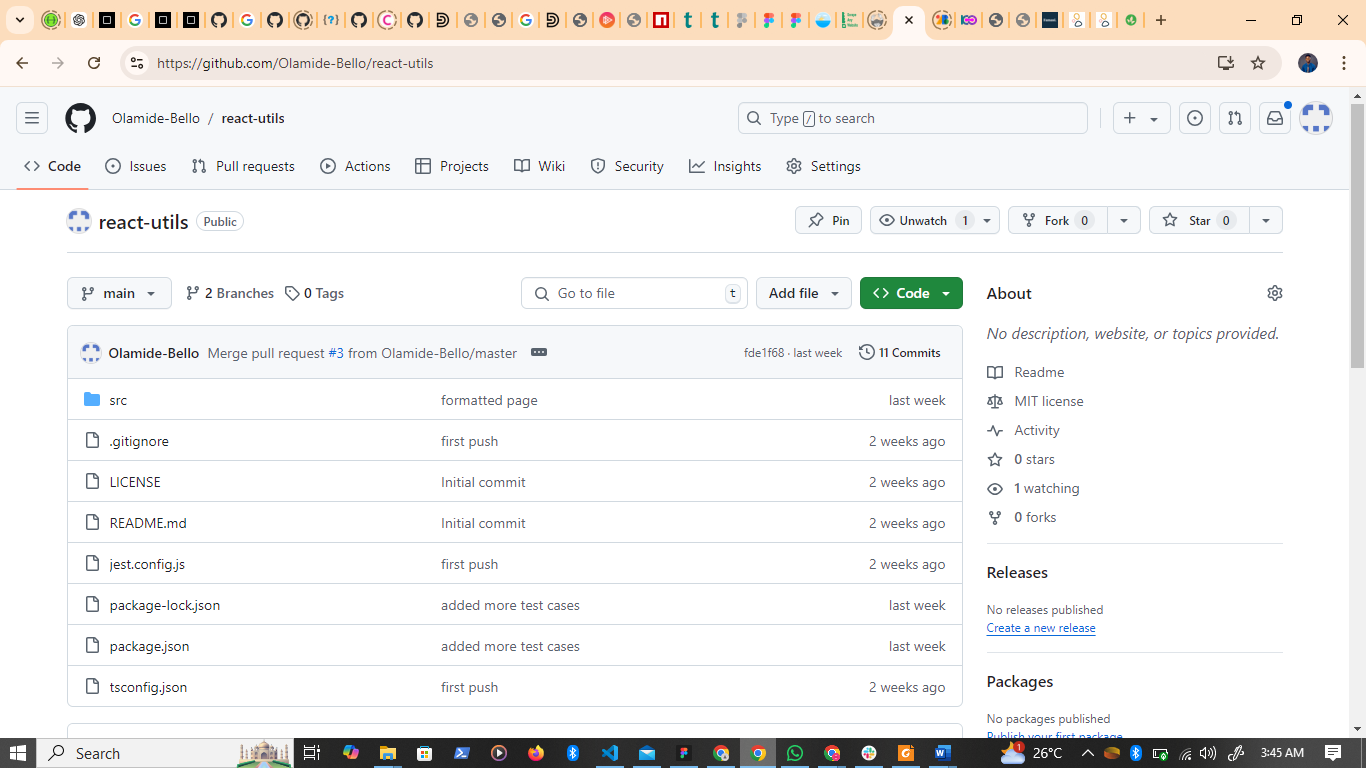 https://github.com/Olamide-Bello/react-utils
Olamide-Bello / react-utils
Type / to search
Code Issues Pull requests Actions Projects Wiki Security Insights Settings
react-utils Public
Pin Unwatch 1 Fork 0 Star 0
main 2 Branches 0 Tags Go to file t Add file Code
About
No description, website, or topics provided.
Olamide-Bello Merge pull request #3 from Olamide-Bello/master fde1f68 · last week 11 Commits
src formatted page last week
.gitignore first push 2 weeks ago
LICENSE Initial commit 2 weeks ago
README.md Initial commit 2 weeks ago
jest.config.js first push 2 weeks ago
package-lock.json added more test cases last week
package.json added more test cases last week
tsconfig.json first push 2 weeks ago
Readme
MIT license
Activity
0 stars
1 watching
0 forks
Releases
No releases published
Create a new release
Packages
No packages published
Publish your first package
Search
1 26°C 3:45 AM